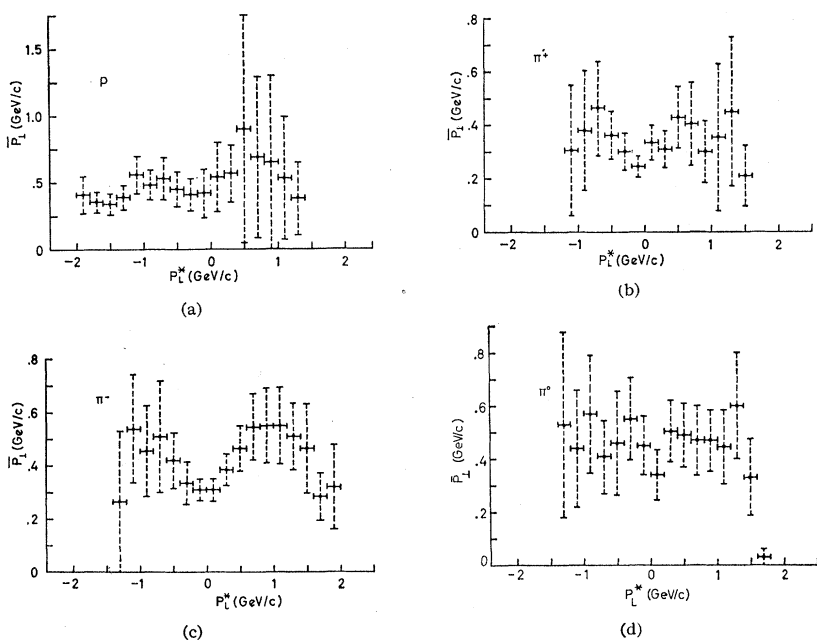 1.5
p
1.0
P̄⊥ (GeV/c)
.5
0
−2 −1 0 1 2
P*L (GeV/c)
(a)
.8
π+
.6
P̄⊥ (GeV/c)
.4
.2
0
−2 −1 0 1 2
P*L (GeV/c)
(b)
.8
π−
.6
P̄⊥ (GeV/c)
.4
.2
0
−2 −1 0 1 2
P*L (GeV/c)
(c)
.8
π°
.6
P̄⊥ (GeV/c)
.4
.2
0
−2 −1 0 1 2
P*L (GeV/c)
(d)